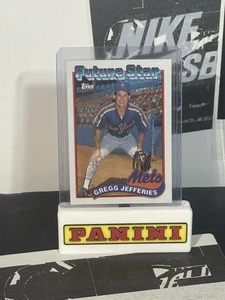 NIKE
SB
Future Star
Topps
Mets
GREGG JEFFERIES
PANINI